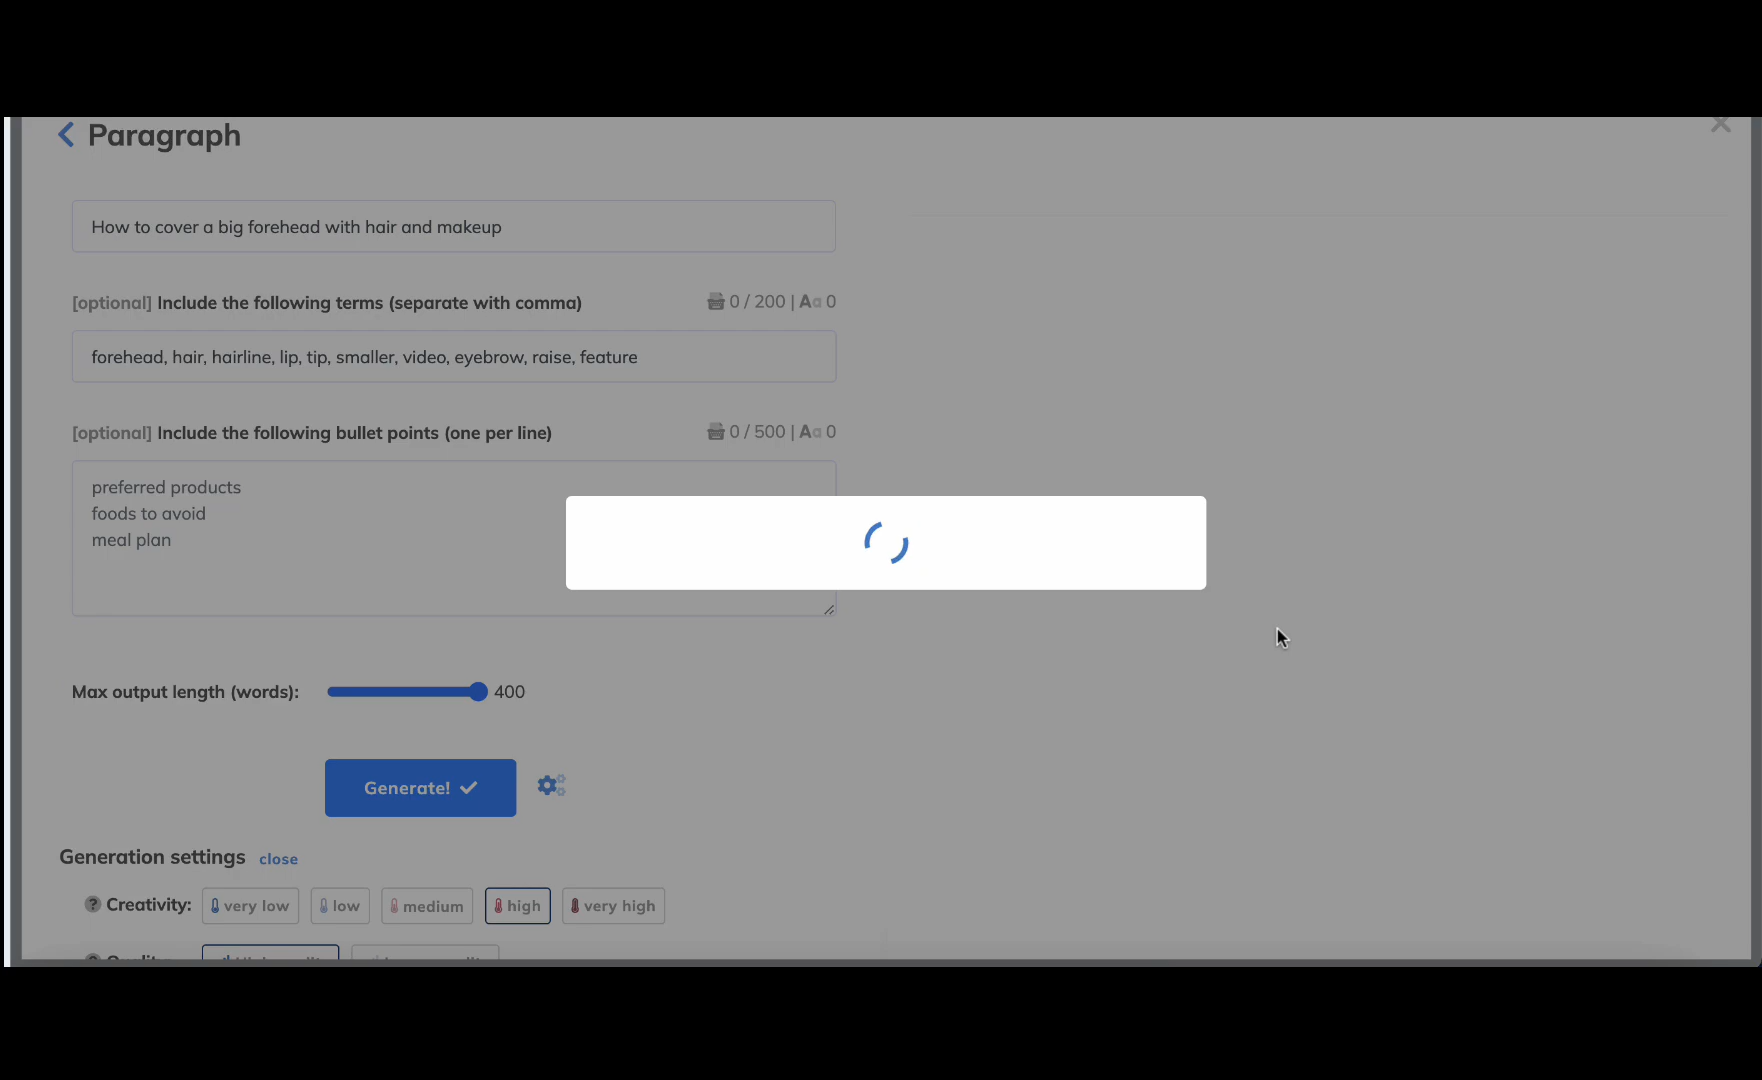 Paragraph
How to cover a big forehead with hair and makeup
[optional] Include the following terms (separate with comma) 0 / 200 | Aa 0
forehead, hair, hairline, lip, tip, smaller, video, eyebrow, raise, feature
[optional] Include the following bullet points (one per line) 0 / 500 | Aa 0
preferred products
foods to avoid
meal plan
Max output length (words): 400
Generate!
Generation settings close
? Creativity: very low low medium high very high